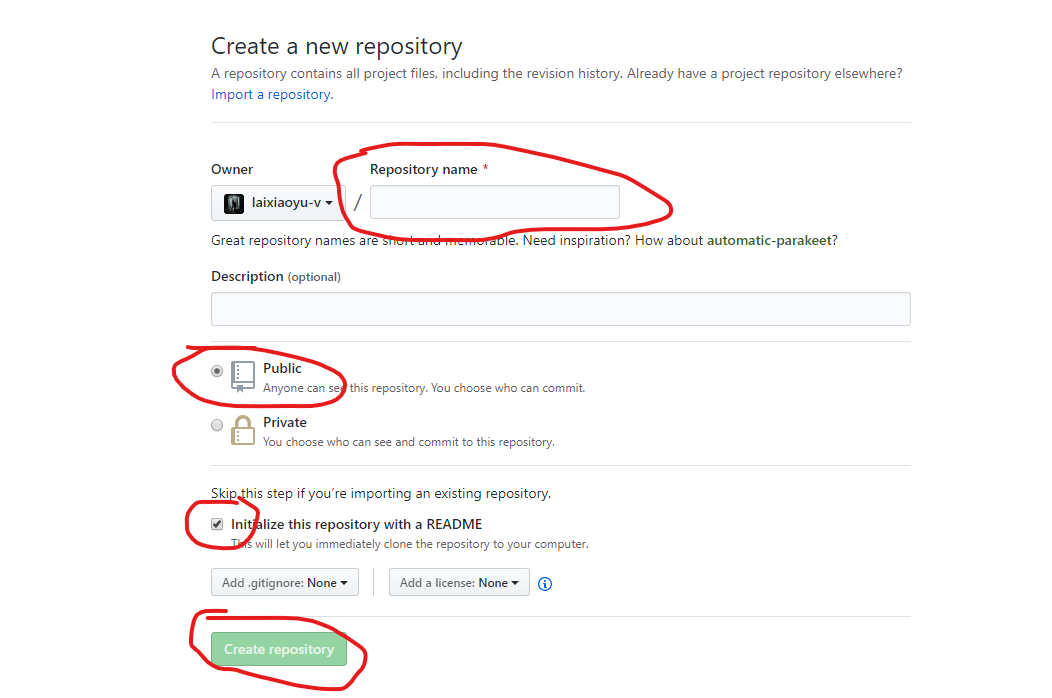 Create a new repository
A repository contains all project files, including the revision history. Already have a project repository elsewhere?
Import a repository.
Owner
Repository name *
laixiaoyu-v /
Great repository names are short and memorable. Need inspiration? How about automatic-parakeet?
Description (optional)
Public
Anyone can see this repository. You choose who can commit.
Private
You choose who can see and commit to this repository.
Skip this step if you’re importing an existing repository.
Initialize this repository with a README
This will let you immediately clone the repository to your computer.
Add .gitignore: None
Add a license: None
Create repository